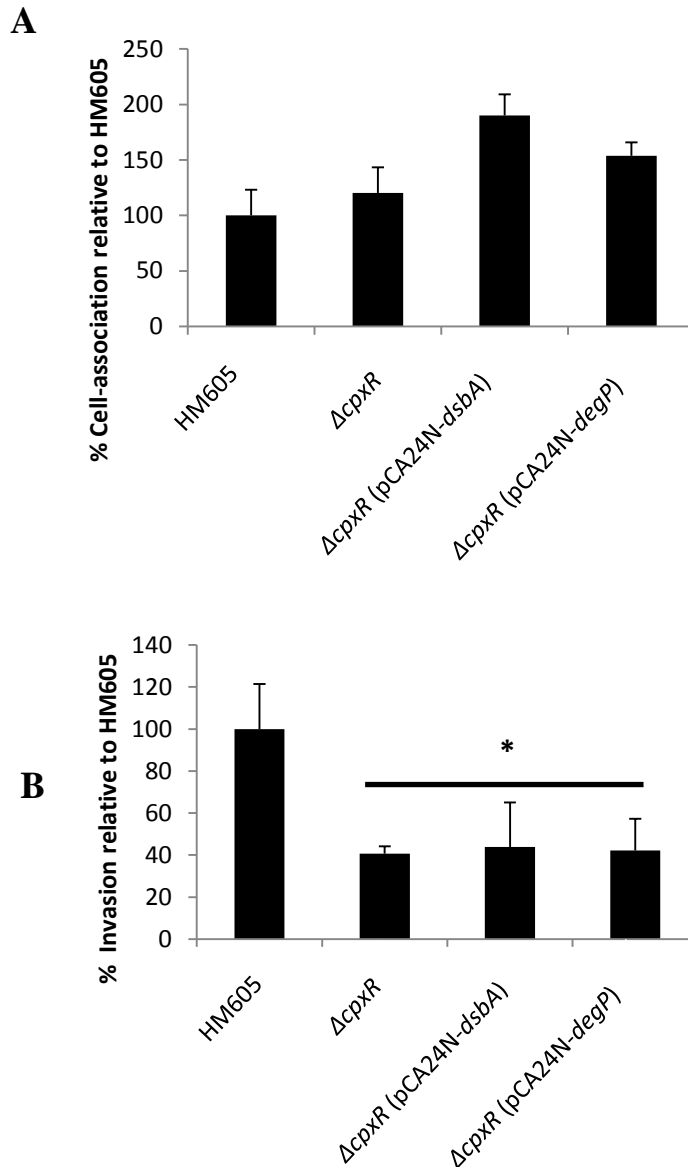 A
% Cell-association relative to HM605
250
200
150
100
50
0
HM605
ΔcpxR
ΔcpxR (pCA24N-dsbA)
ΔcpxR (pCA24N-degP)
B
% Invasion relative to HM605
140
120
100
80
60
40
20
0
*
HM605
ΔcpxR
ΔcpxR (pCA24N-dsbA)
ΔcpxR (pCA24N-degP)